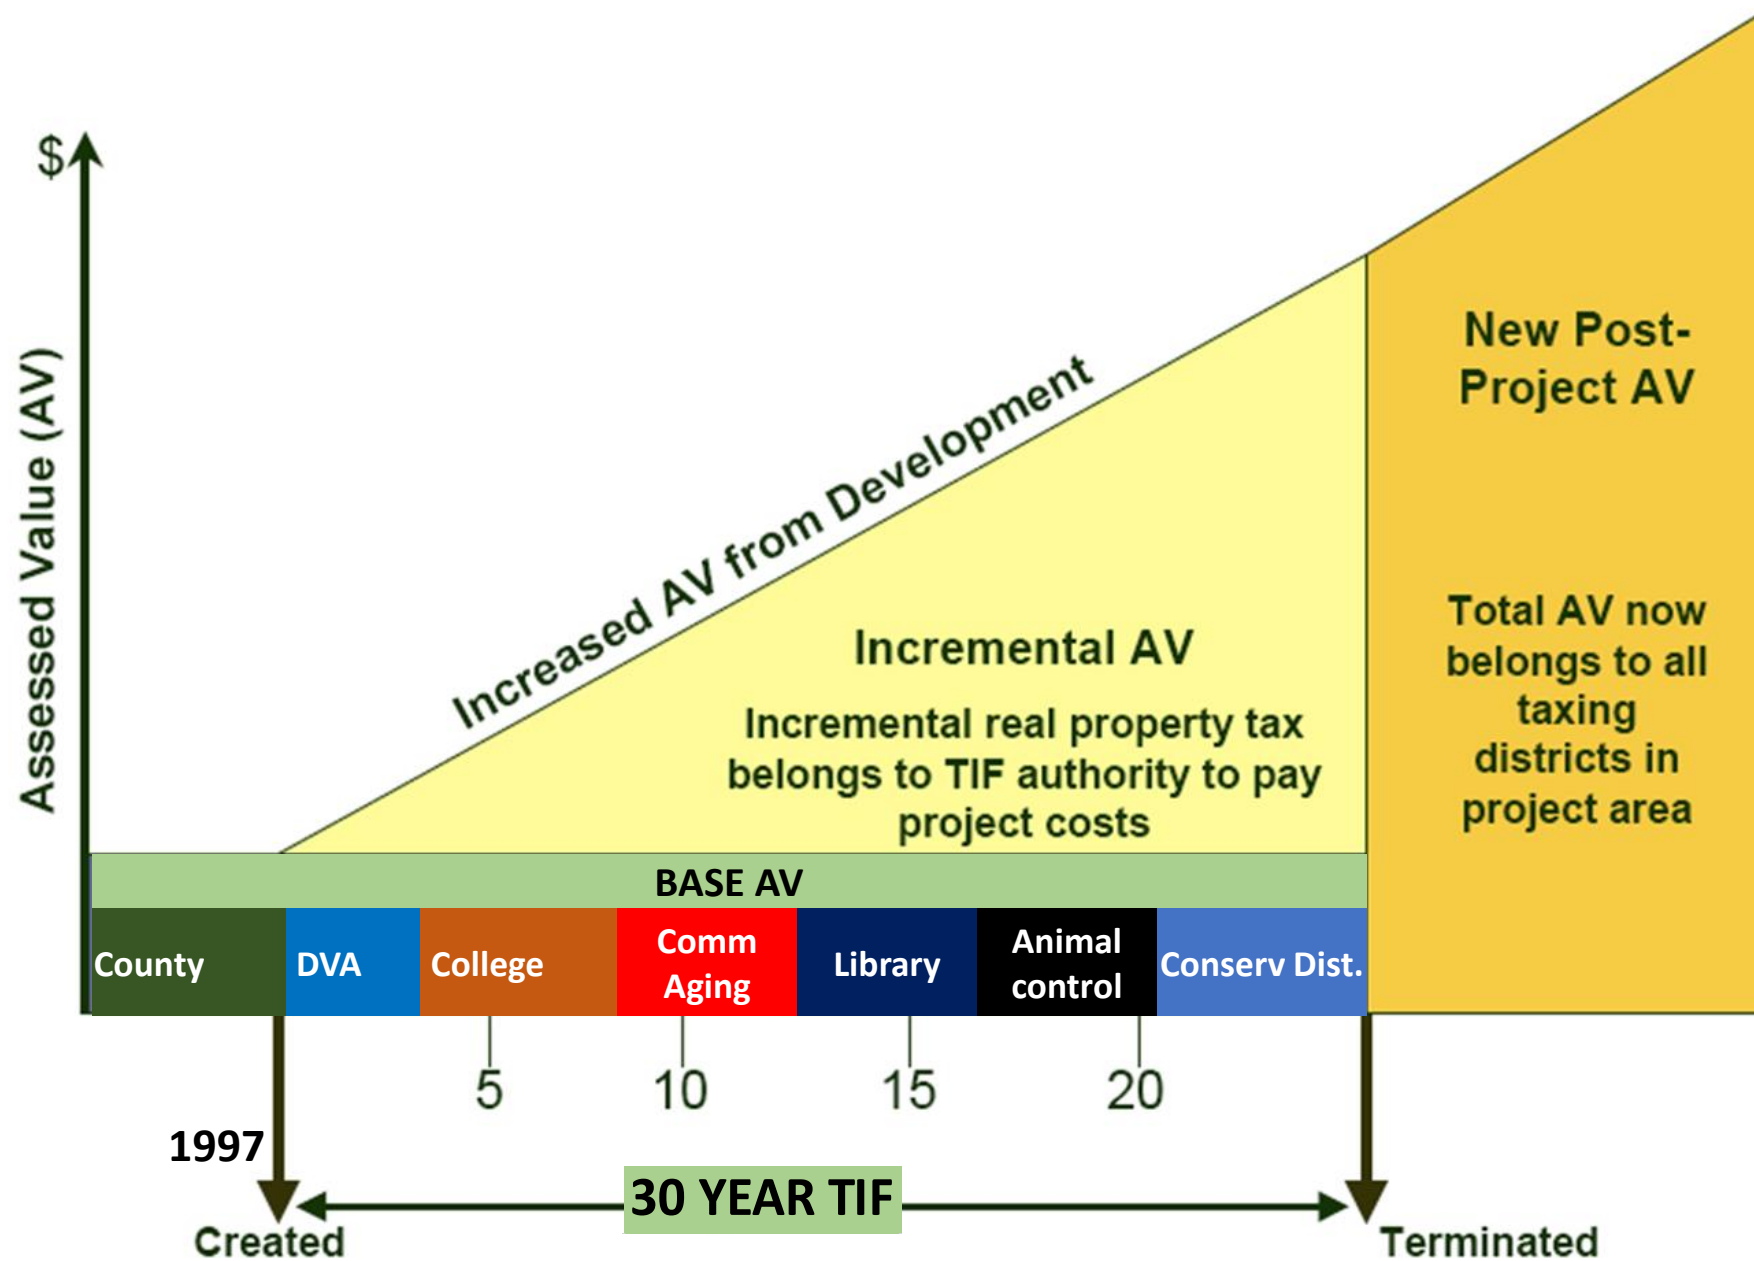 $
Assessed Value (AV)
Increased AV from Development
New Post-
Project AV
Total AV now
belongs to all
taxing
districts in
project area
Incremental AV
Incremental real property tax
belongs to TIF authority to pay
project costs
BASE AV
County
DVA
College
Comm
Aging
Library
Animal
control
Conserv Dist.
5
10
15
20
1997
30 YEAR TIF
Created
Terminated